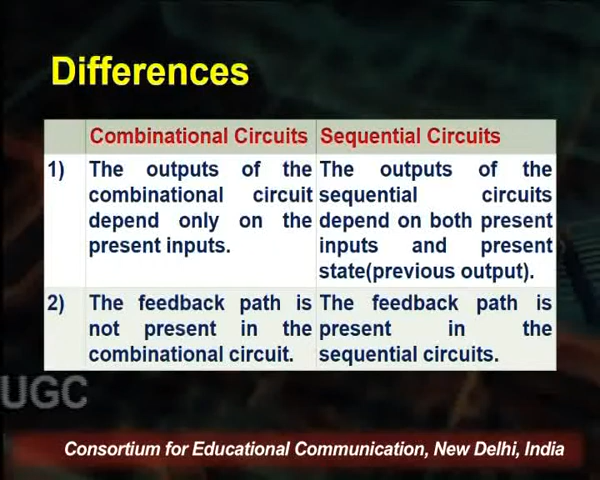 Differences
Combinational Circuits Sequential Circuits
1) The outputs of the
combinational circuit
depend only on the
present inputs.
The outputs of the
sequential circuits
depend on both present
inputs and present
state(previous output).
2) The feedback path is
not present in the
combinational circuit.
The feedback path is
present in the
sequential circuits.
UGC
Consortium for Educational Communication, New Delhi, India